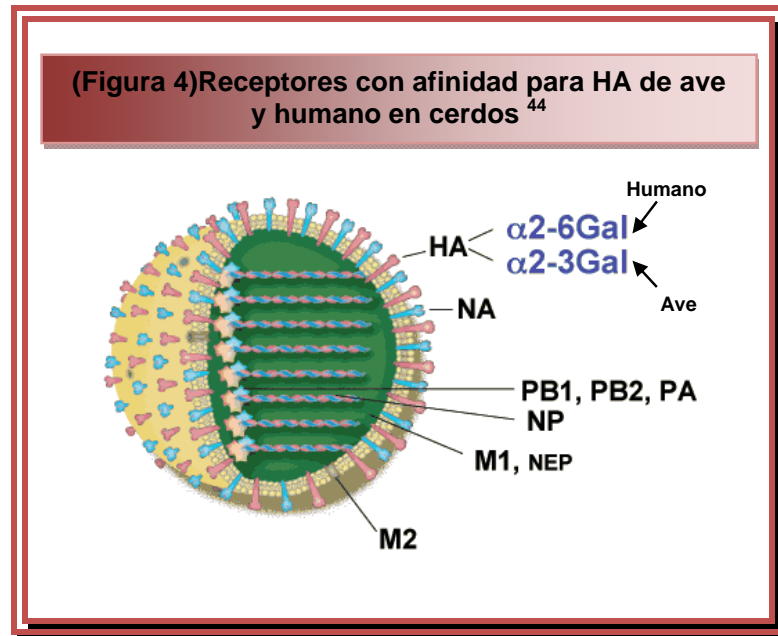 (Figura 4)Receptores con afinidad para HA de ave
y humano en cerdos 44
Humano
α2-6Gal
HA
α2-3Gal
Ave
NA
PB1, PB2, PA
NP
M1, NEP
M2